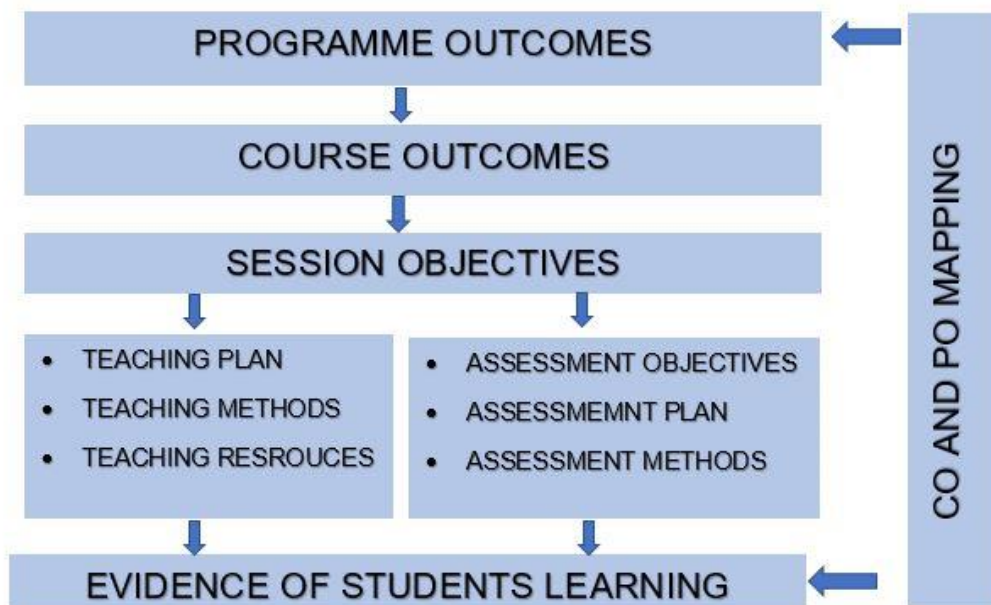 PROGRAMME OUTCOMES
COURSE OUTCOMES
SESSION OBJECTIVES
• TEACHING PLAN
• TEACHING METHODS
• TEACHING RESROUCES
• ASSESSMENT OBJECTIVES
• ASSESSMEMNT PLAN
• ASSESSMENT METHODS
EVIDENCE OF STUDENTS LEARNING
CO AND PO MAPPING